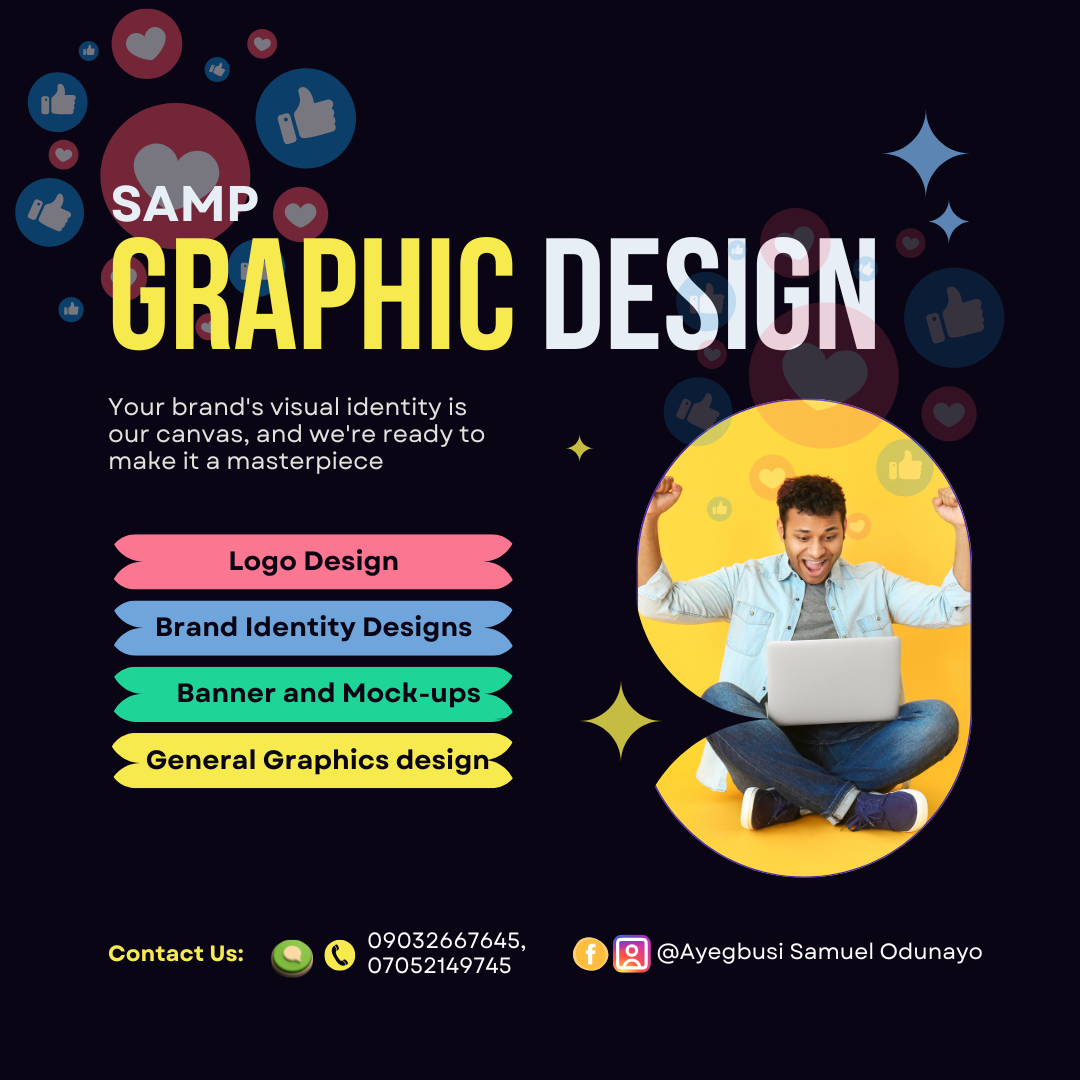 SAMP
GRAPHIC DESIGN
Your brand's visual identity is
our canvas, and we're ready to
make it a masterpiece
Logo Design
Brand Identity Designs
Banner and Mock-ups
General Graphics design
Contact Us:
09032667645,
07052149745
@Ayegbusi Samuel Odunayo